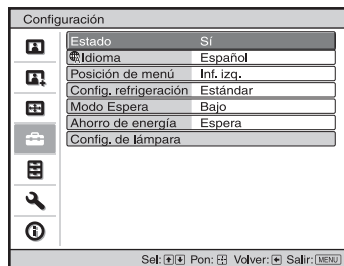 Configuración
Estado Sí
Idioma Español
Posición de menú Inf. izq.
Config. refrigeración Estándar
Modo Espera Bajo
Ahorro de energía Espera
Config. de lámpara
Sel: Pon: Volver: Salir: MENU